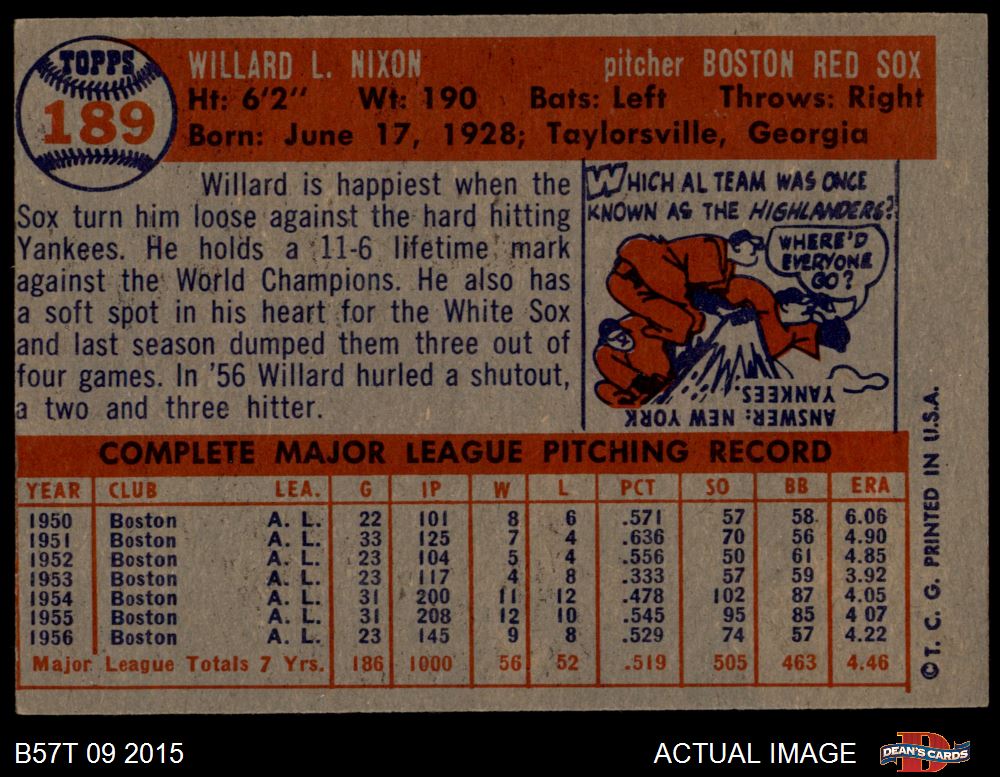 TOPPS
189
WILLARD L. NIXON pitcher BOSTON RED SOX
Ht: 6'2" Wt: 190 Bats: Left Throws: Right
Born: June 17, 1928; Taylorsville, Georgia
Willard is happiest when the
Sox turn him loose against the hard hitting
Yankees. He holds a 11-6 lifetime mark
against the World Champions. He also has
a soft spot in his heart for the White Sox
and last season dumped them three out of
four games. In '56 Willard hurled a shutout,
a two and three hitter.
WHICH AL TEAM WAS ONCE
KNOWN AS THE HIGHLANDERS?
WHERE'D
EVERYONE
GO?
4
ANSWER: NEW YORK
YANKEES.
COMPLETE MAJOR LEAGUE PITCHING RECORD
YEAR CLUB LEA. G IP W L PCT SO BB ERA
1950 Boston A. L. 22 101 8 6 .571 57 58 6.06
1951 Boston A. L. 33 125 7 4 .636 70 56 4.90
1952 Boston A. L. 23 104 5 4 .556 50 61 4.85
1953 Boston A. L. 23 117 4 8 .333 57 59 3.92
1954 Boston A. L. 31 200 11 12 .478 102 87 4.05
1955 Boston A. L. 31 208 12 10 .545 95 85 4 07
1956 Boston A. L. 23 145 9 8 .529 74 57 4.22
Major League Totals 7 Yrs. 186 1000 56 52 .519 505 463 4.46
© T. C. G. PRINTED IN U.S.A.
B57T 09 2015 ACTUAL IMAGE
D
DEAN'S CARDS